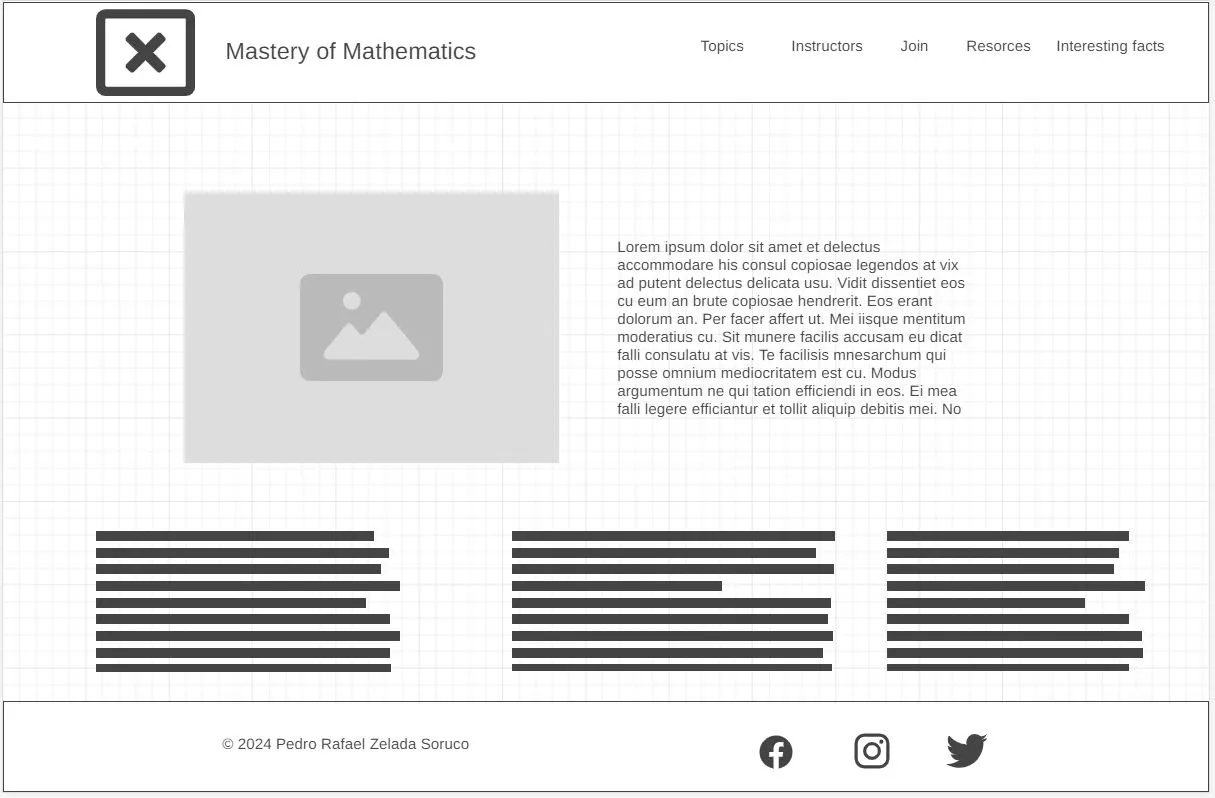 Mastery of Mathematics
Topics Instructors Join Resorces Interesting facts
Lorem ipsum dolor sit amet et delectus
accommodare his consul copiosae legendos at vix
ad putent delectus delicata usu. Vidit dissentiet eos
cu eum an brute copiosae hendrerit. Eos erant
dolorum an. Per facer affert ut. Mei iisque mentitum
moderatius cu. Sit munere facilis accusam eu dicat
falli consulatu at vis. Te facilisis mnesarchum qui
posse omnium mediocritatem est cu. Modus
argumentum ne qui tation efficiendi in eos. Ei mea
falli legere efficiantur et tollit aliquip debitis mei. No
© 2024 Pedro Rafael Zelada Soruco